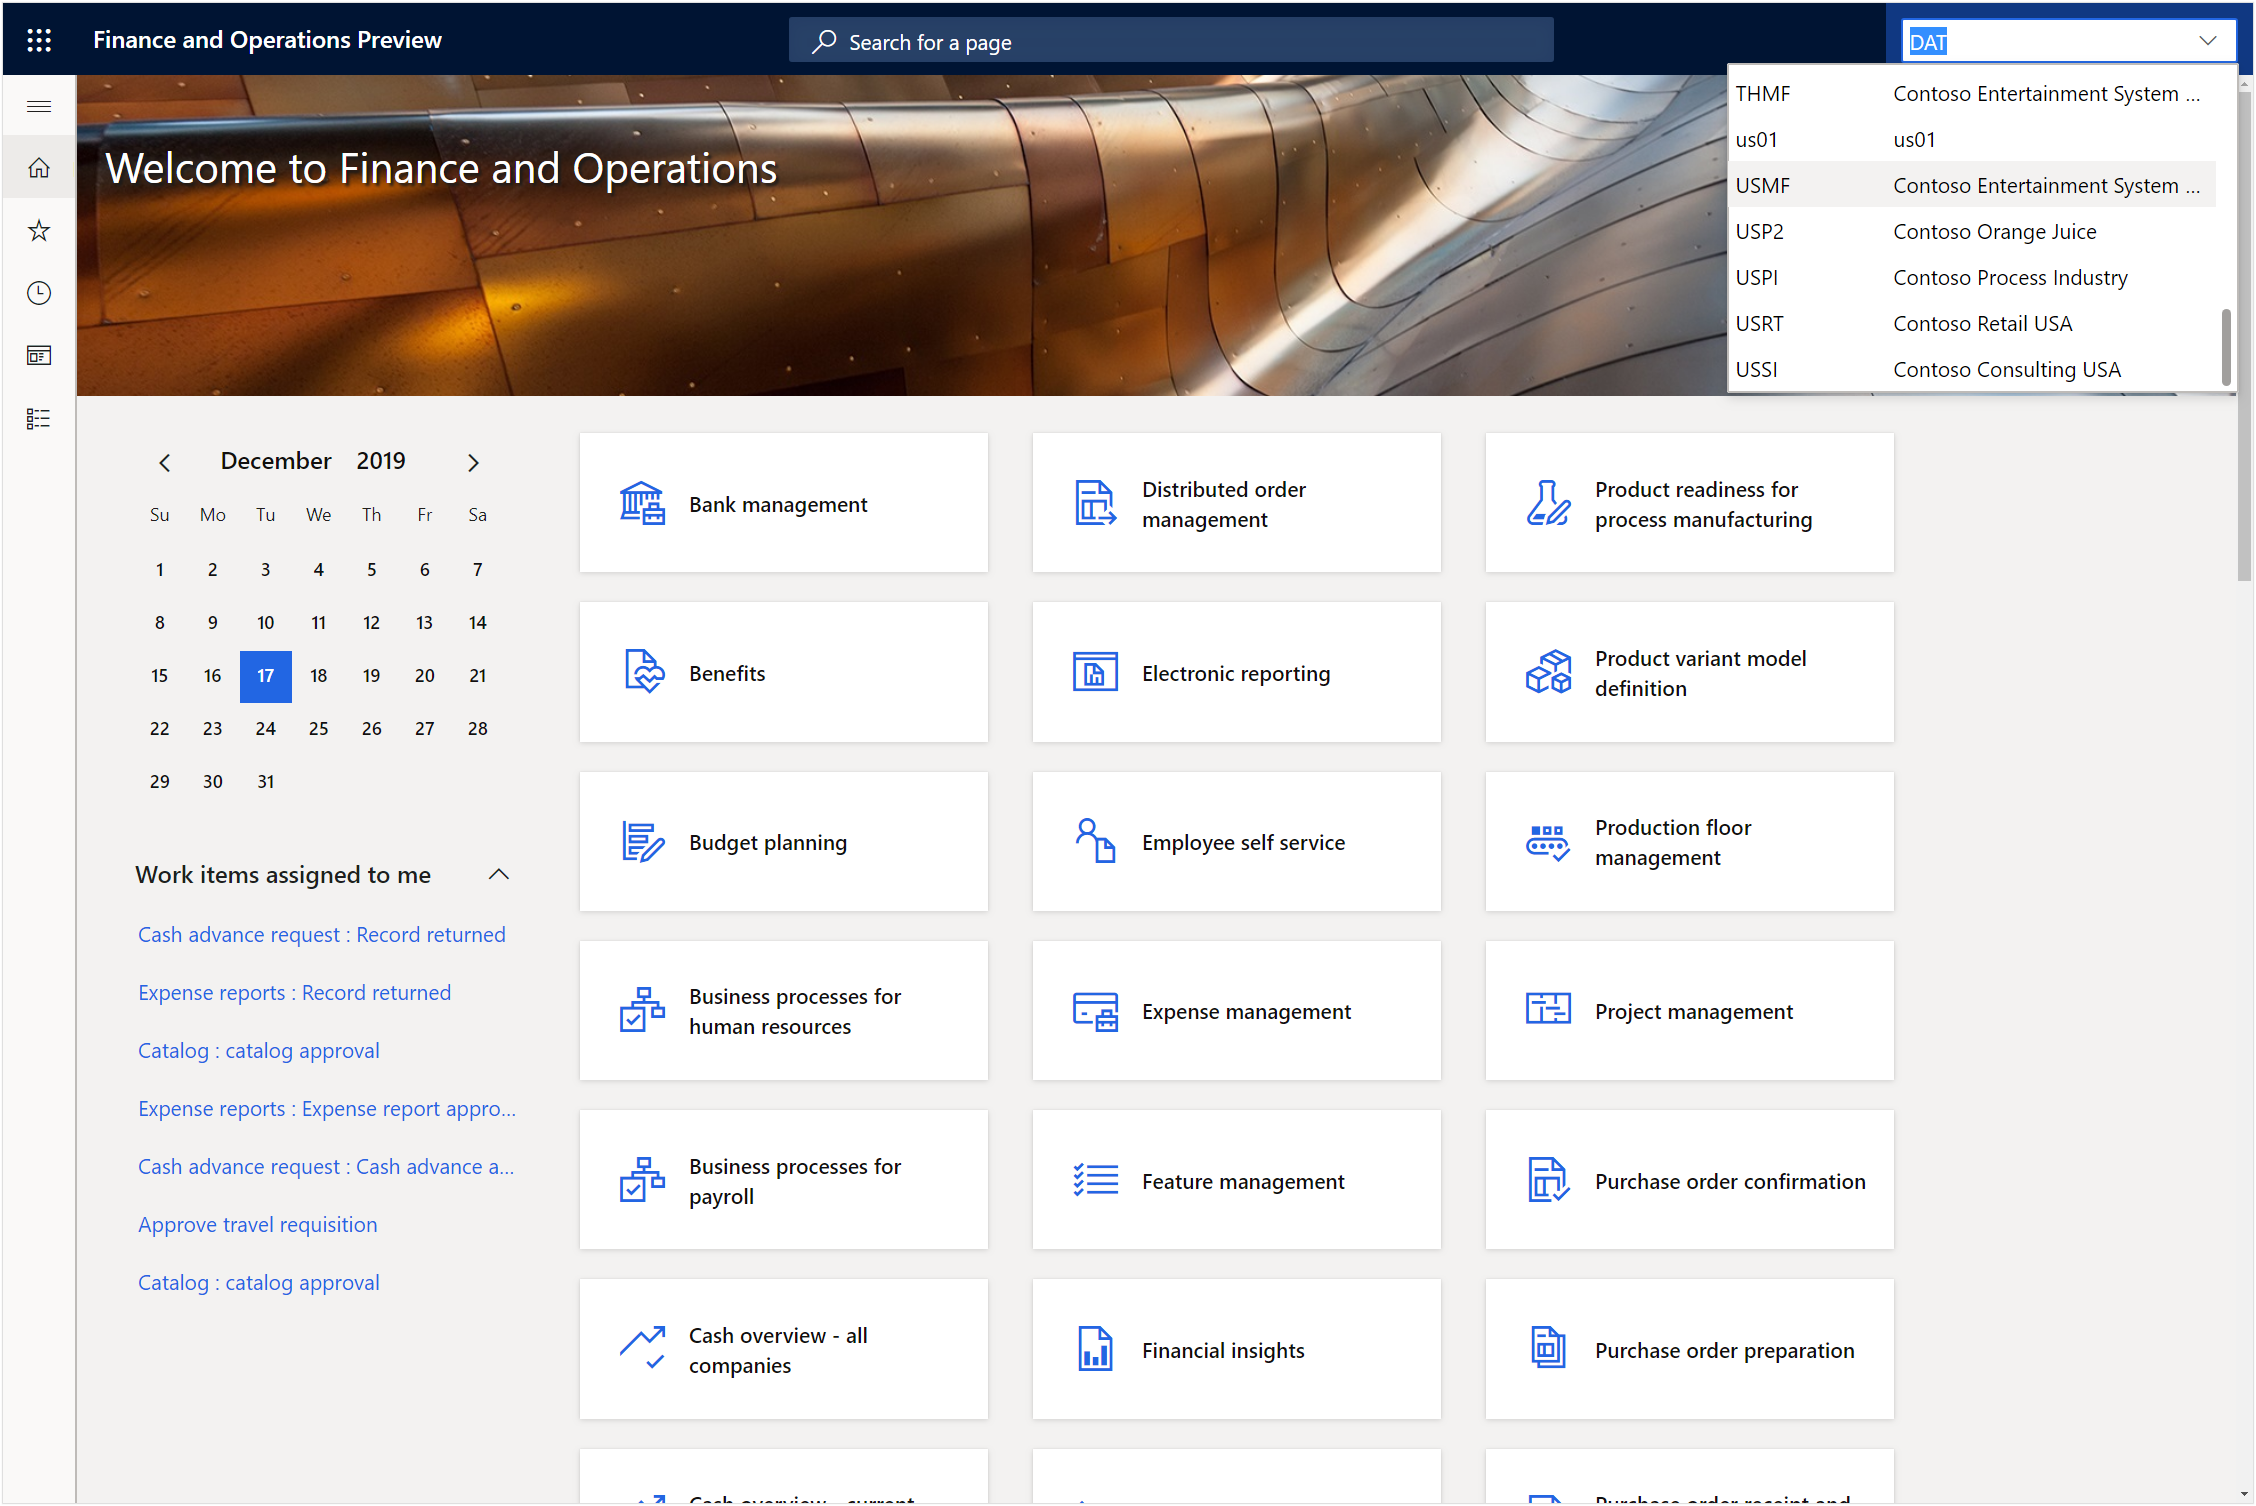 Finance and Operations Preview
Search for a page
DAT
THMF Contoso Entertainment System ...
us01 us01
USMF Contoso Entertainment System ...
USP2 Contoso Orange Juice
USPI Contoso Process Industry
USRT Contoso Retail USA
USSI Contoso Consulting USA
Welcome to Finance and Operations
December 2019
Su Mo Tu We Th Fr Sa
1 2 3 4 5 6 7
8 9 10 11 12 13 14
15 16 17 18 19 20 21
22 23 24 25 26 27 28
29 30 31
Work items assigned to me
Cash advance request : Record returned
Expense reports : Record returned
Catalog : catalog approval
Expense reports : Expense report appro...
Cash advance request : Cash advance a...
Approve travel requisition
Catalog : catalog approval
Bank management
Distributed order
management
Product readiness for
process manufacturing
Benefits
Electronic reporting
Product variant model
definition
Budget planning
Employee self service
Production floor
management
Business processes for
human resources
Expense management
Project management
Business processes for
payroll
Feature management
Purchase order confirmation
Cash overview - all
companies
Financial insights
Purchase order preparation
Cash overview - current
Purchase order receipt and